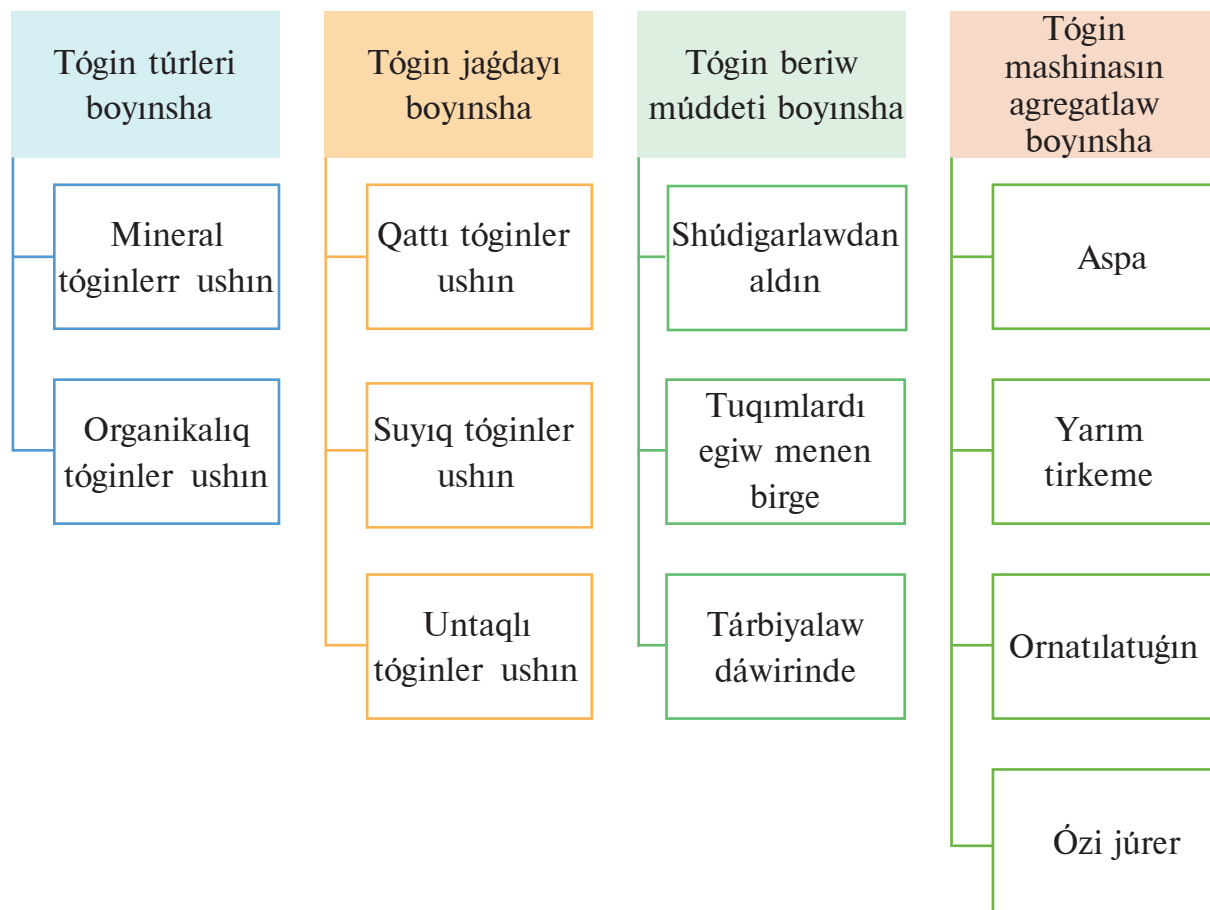 Tógin túrleri
boyınsha
Mineral
tóginlerr ushın
Organikalıq
tóginler ushın
Tógin jaǵdayı
boyınsha
Qattı tóginler
ushın
Suyıq tóginler
ushın
Untaqlı
tóginler ushın
Tógin beriw
múddeti boyınsha
Shúdigarlawdan
aldın
Tuqımlardı
egiw menen
birge
Tárbiyalaw
dáwirinde
Tógin
mashinasın
agregatlaw
boyınsha
Aspa
Yarım
tirkeme
Ornatılatuǵın
Ózi júrer